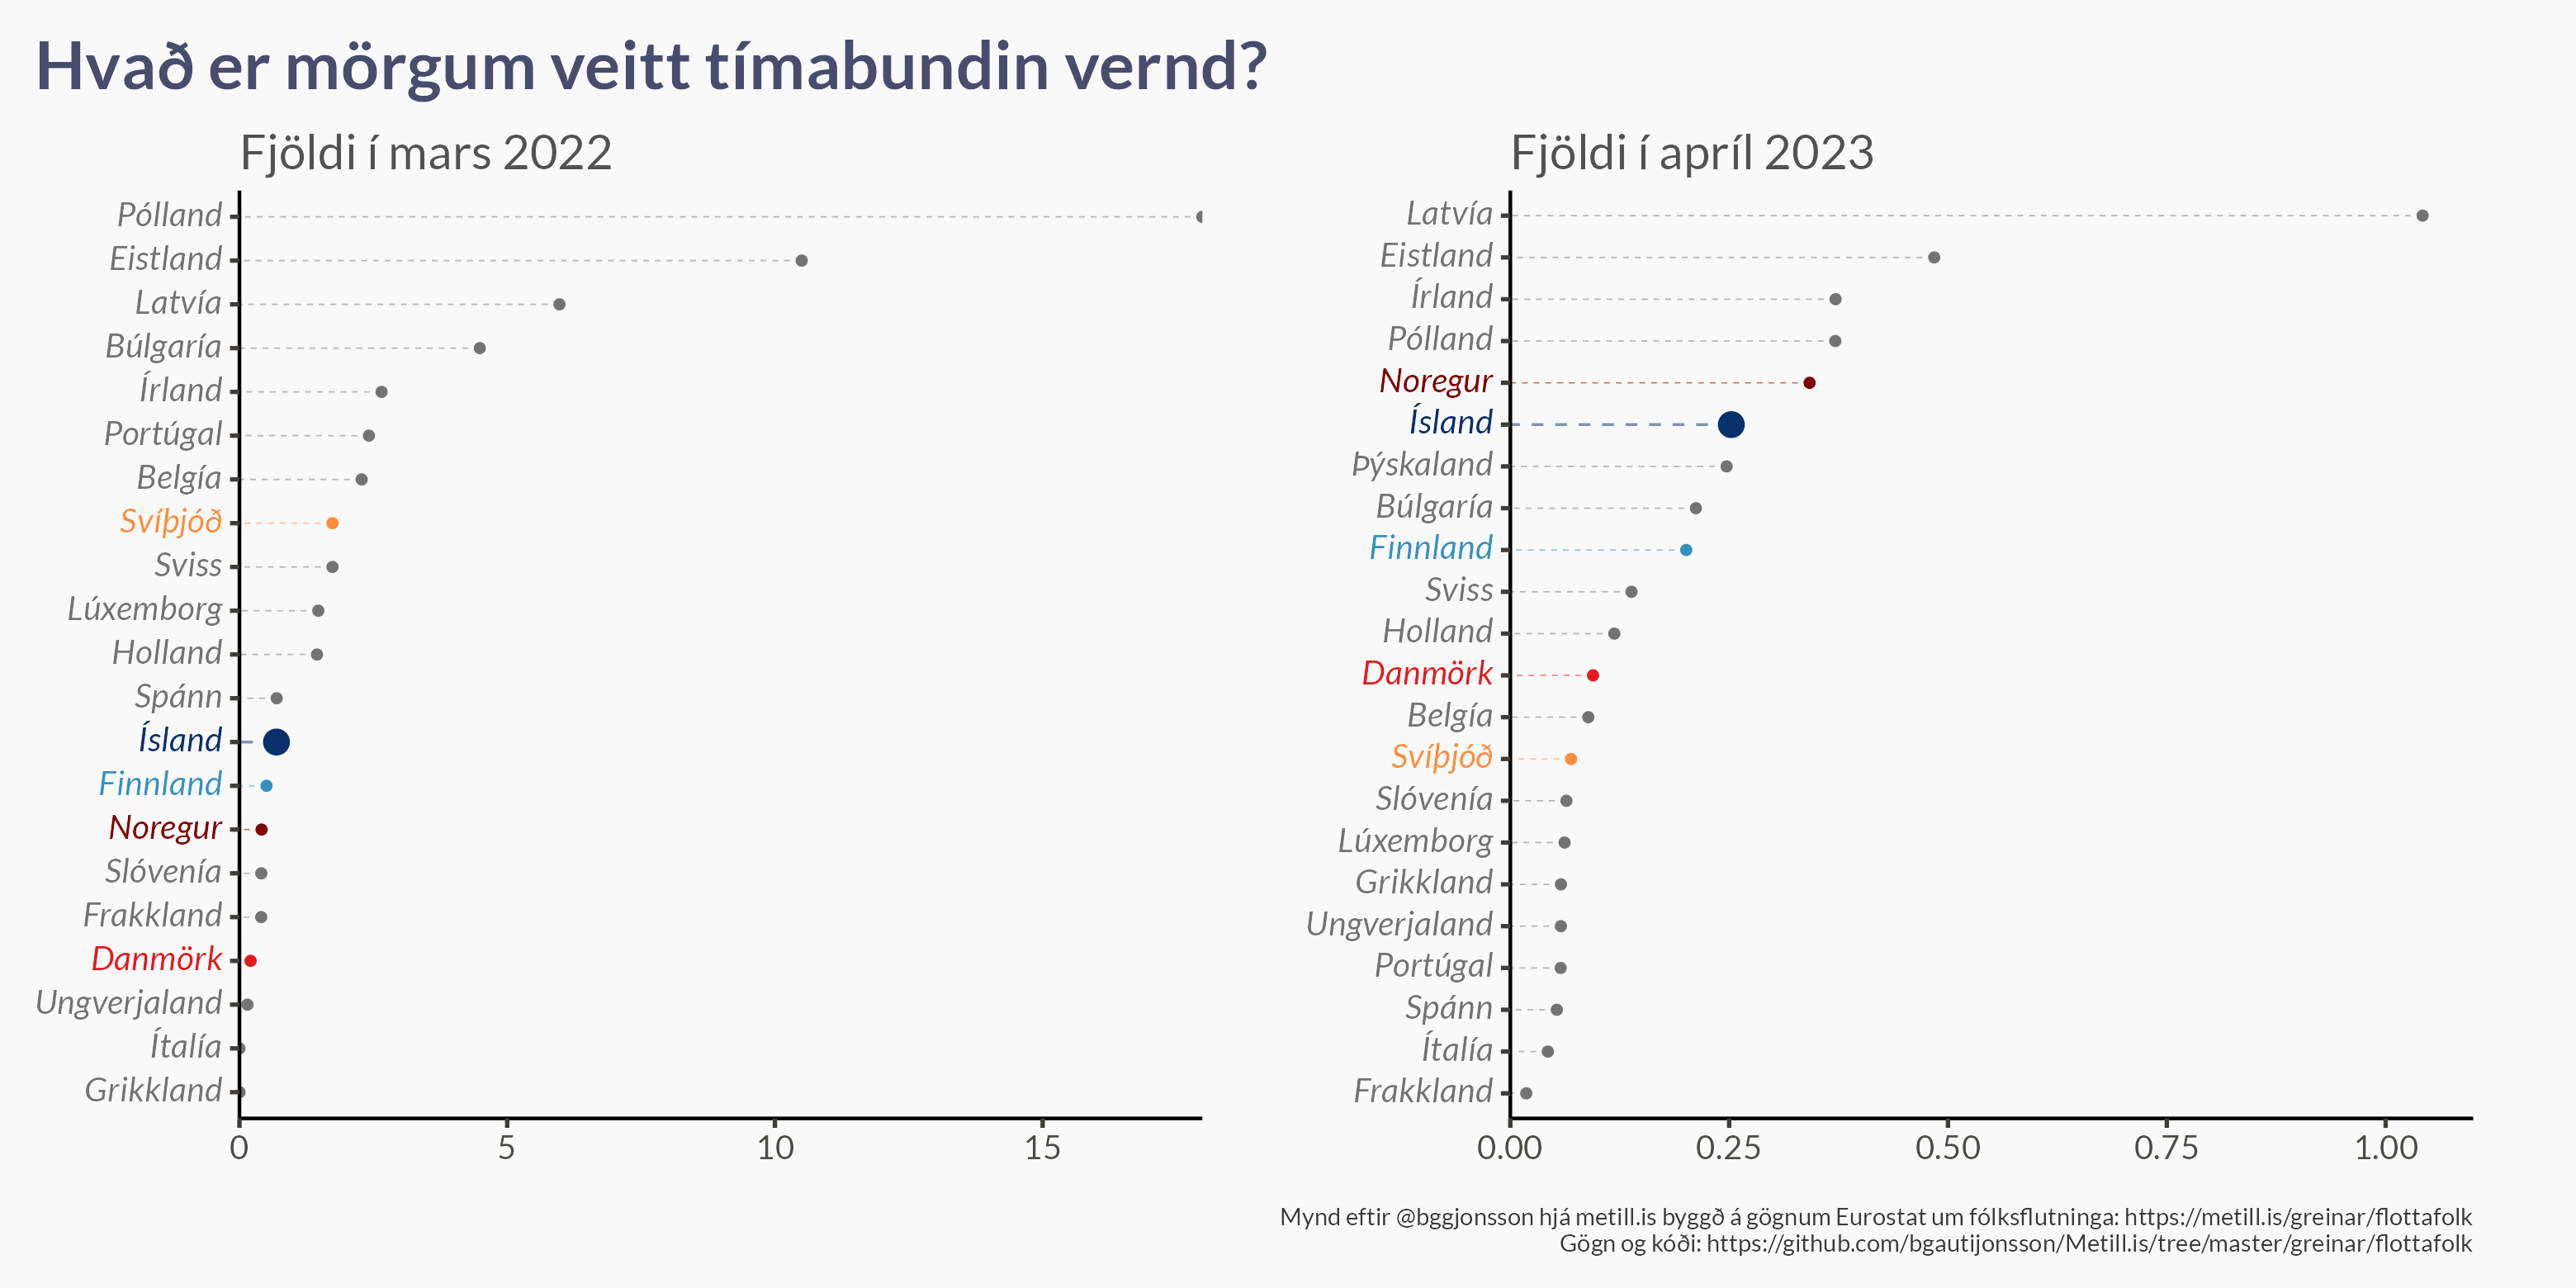 Hvað er mörgum veitt tímabundin vernd?
Fjöldi í mars 2022
Pólland
Eistland
Latvía
Búlgaría
Írland
Portúgal
Belgía
Svíþjóð
Sviss
Lúxemborg
Holland
Spánn
Ísland
Finnland
Noregur
Slóvenía
Frakkland
Danmörk
Ungverjaland
Ítalía
Grikkland
0 5 10 15
Fjöldi í apríl 2023
Latvía
Eistland
Írland
Pólland
Noregur
Ísland
Þýskaland
Búlgaría
Finnland
Sviss
Holland
Danmörk
Belgía
Svíþjóð
Slóvenía
Lúxemborg
Grikkland
Ungverjaland
Portúgal
Spánn
Ítalía
Frakkland
0.00 0.25 0.50 0.75 1.00
Mynd eftir @bggjonsson hjá metill.is byggð á gögnum Eurostat um fólksflutninga: https://metill.is/greinar/flottafolk
Gögn og kóði: https://github.com/bgautijonsson/Metill.is/tree/master/greinar/flottafolk